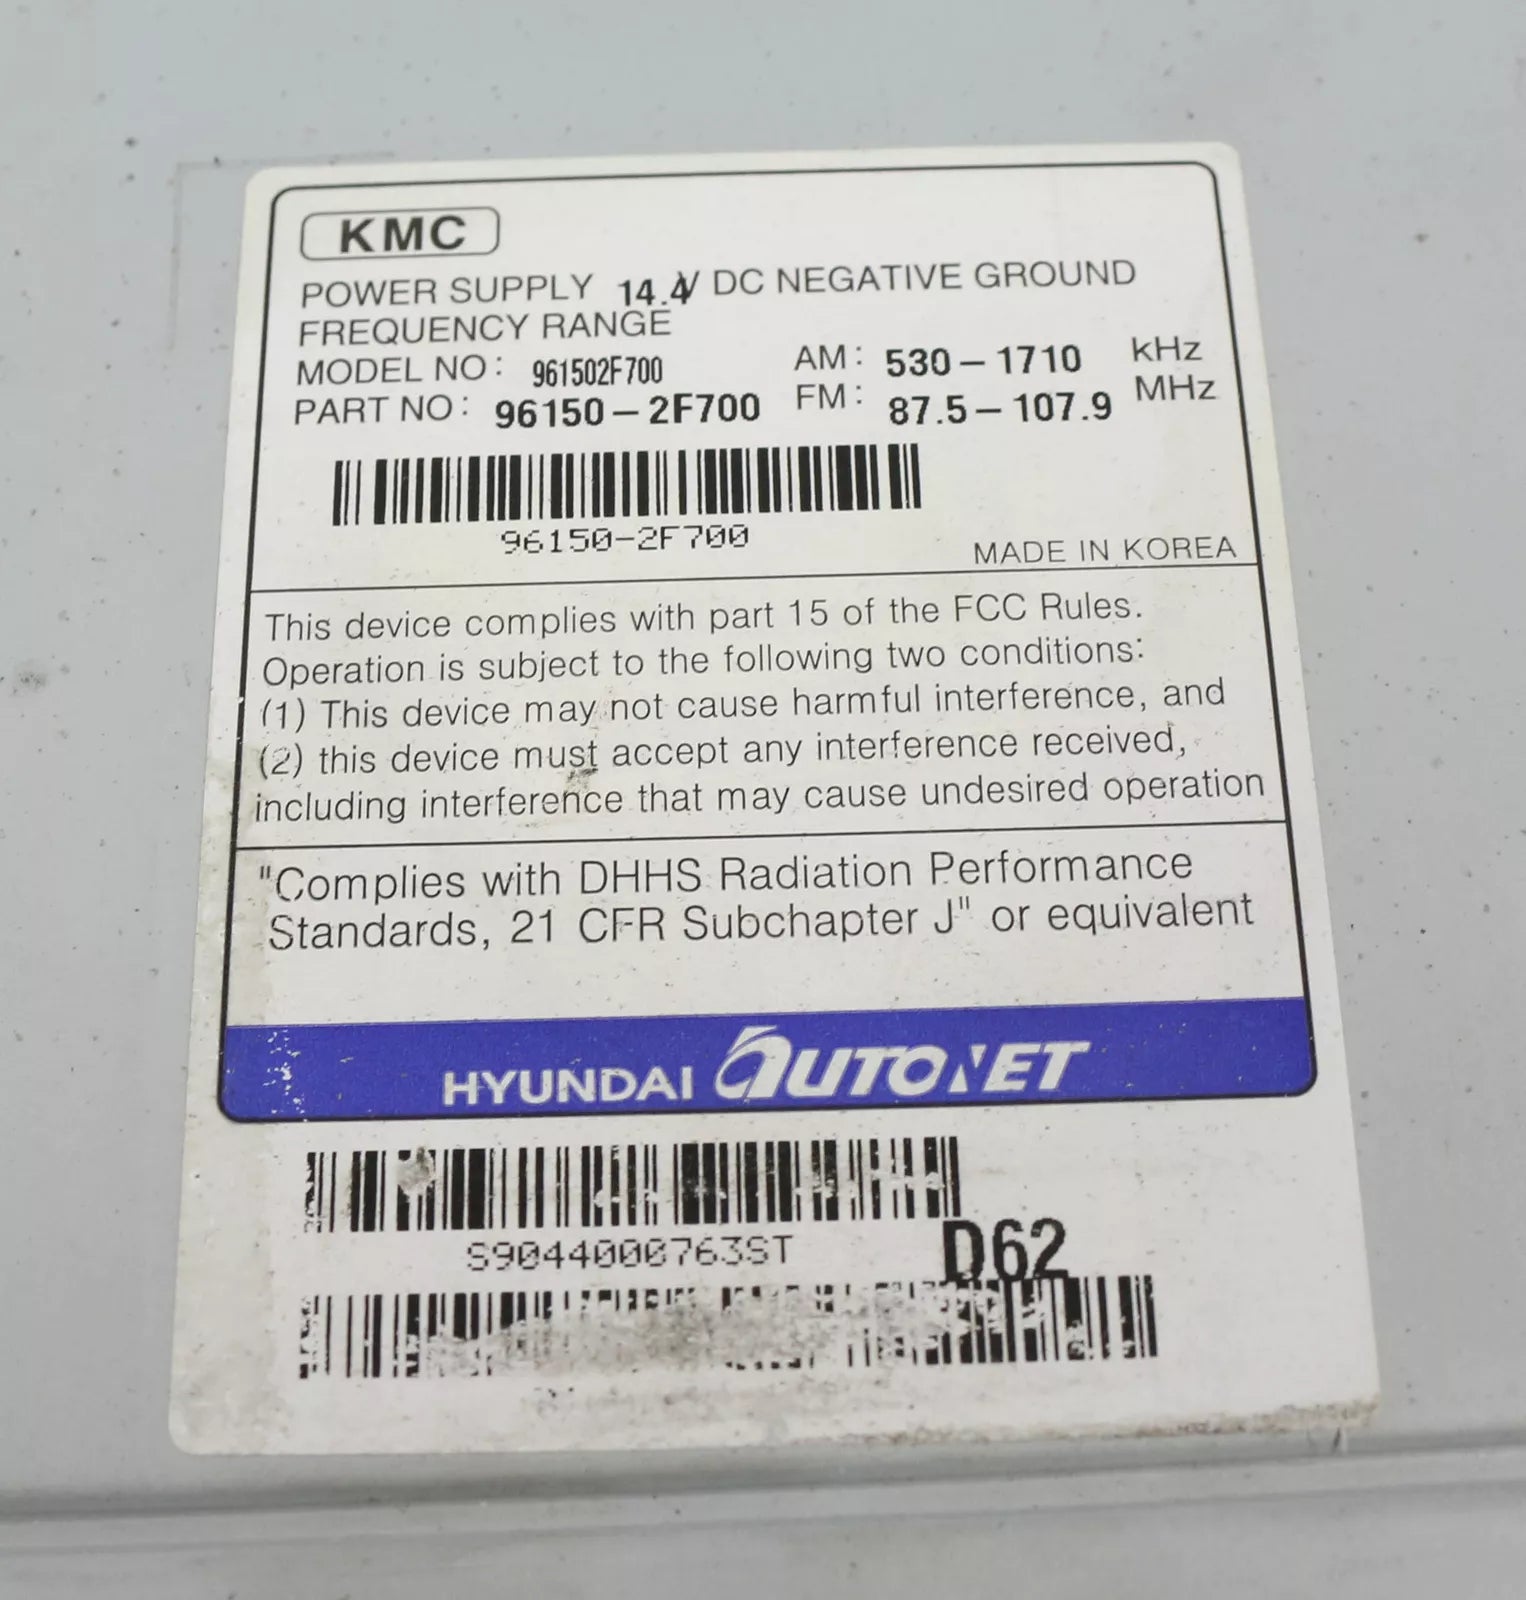 KMC
POWER SUPPLY 14.4V DC NEGATIVE GROUND
FREQUENCY RANGE
MODEL NO: 961502F700 AM: 530-1710 kHz
PART NO: 96150-2F700 FM: 87.5-107.9 MHz
96150-2F700
MADE IN KOREA
This device complies with part 15 of the FCC Rules.
Operation is subject to the following two conditions:
(1) This device may not cause harmful interference, and
(2) this device must accept any interference received,
including interference that may cause undesired operation
"Complies with DHHS Radiation Performance
Standards, 21 CFR Subchapter J" or equivalent
HYUNDAI AUTONET
D62